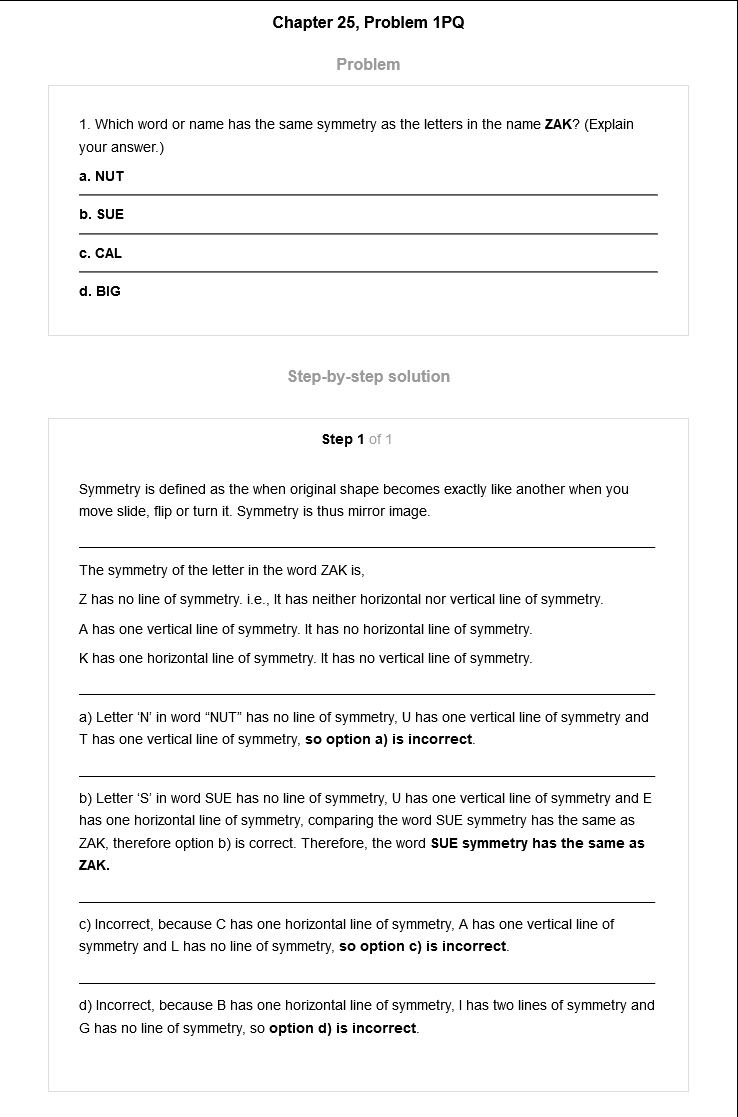 Chapter 25, Problem 1PQ
Problem
1. Which word or name has the same symmetry as the letters in the name ZAK? (Explain
your answer.)
a. NUT
b. SUE
c. CAL
d. BIG
Step-by-step solution
Step 1 of 1
Symmetry is defined as the when original shape becomes exactly like another when you
move slide, flip or turn it. Symmetry is thus mirror image.
The symmetry of the letter in the word ZAK is,
Z has no line of symmetry. i.e., It has neither horizontal nor vertical line of symmetry.
A has one vertical line of symmetry. It has no horizontal line of symmetry.
K has one horizontal line of symmetry. It has no vertical line of symmetry.
a) Letter ‘N’ in word “NUT” has no line of symmetry, U has one vertical line of symmetry and
T has one vertical line of symmetry, so option a) is incorrect.
b) Letter ‘S’ in word SUE has no line of symmetry, U has one vertical line of symmetry and E
has one horizontal line of symmetry, comparing the word SUE symmetry has the same as
ZAK, therefore option b) is correct. Therefore, the word SUE symmetry has the same as
ZAK.
c) Incorrect, because C has one horizontal line of symmetry, A has one vertical line of
symmetry and L has no line of symmetry, so option c) is incorrect.
d) Incorrect, because B has one horizontal line of symmetry, I has two lines of symmetry and
G has no line of symmetry, so option d) is incorrect.